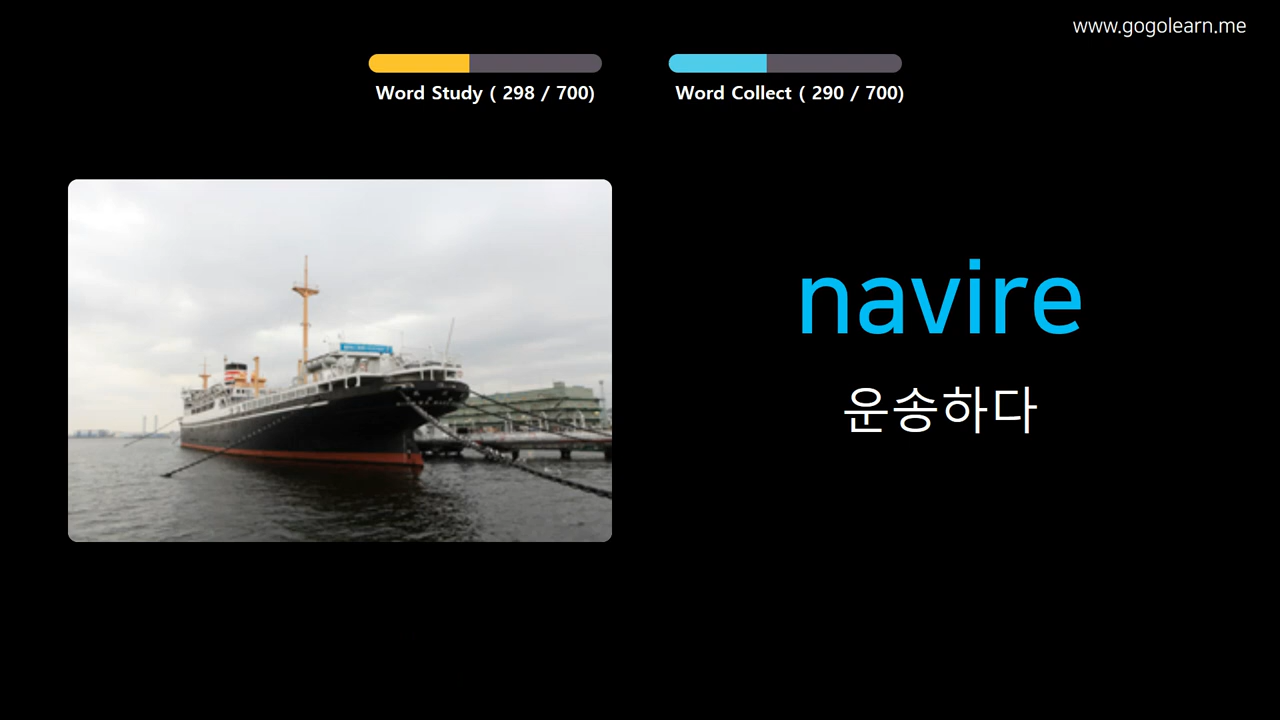 www.gogolearn.me
Word Study ( 298 / 700)
Word Collect ( 290 / 700)
navire
운송하다